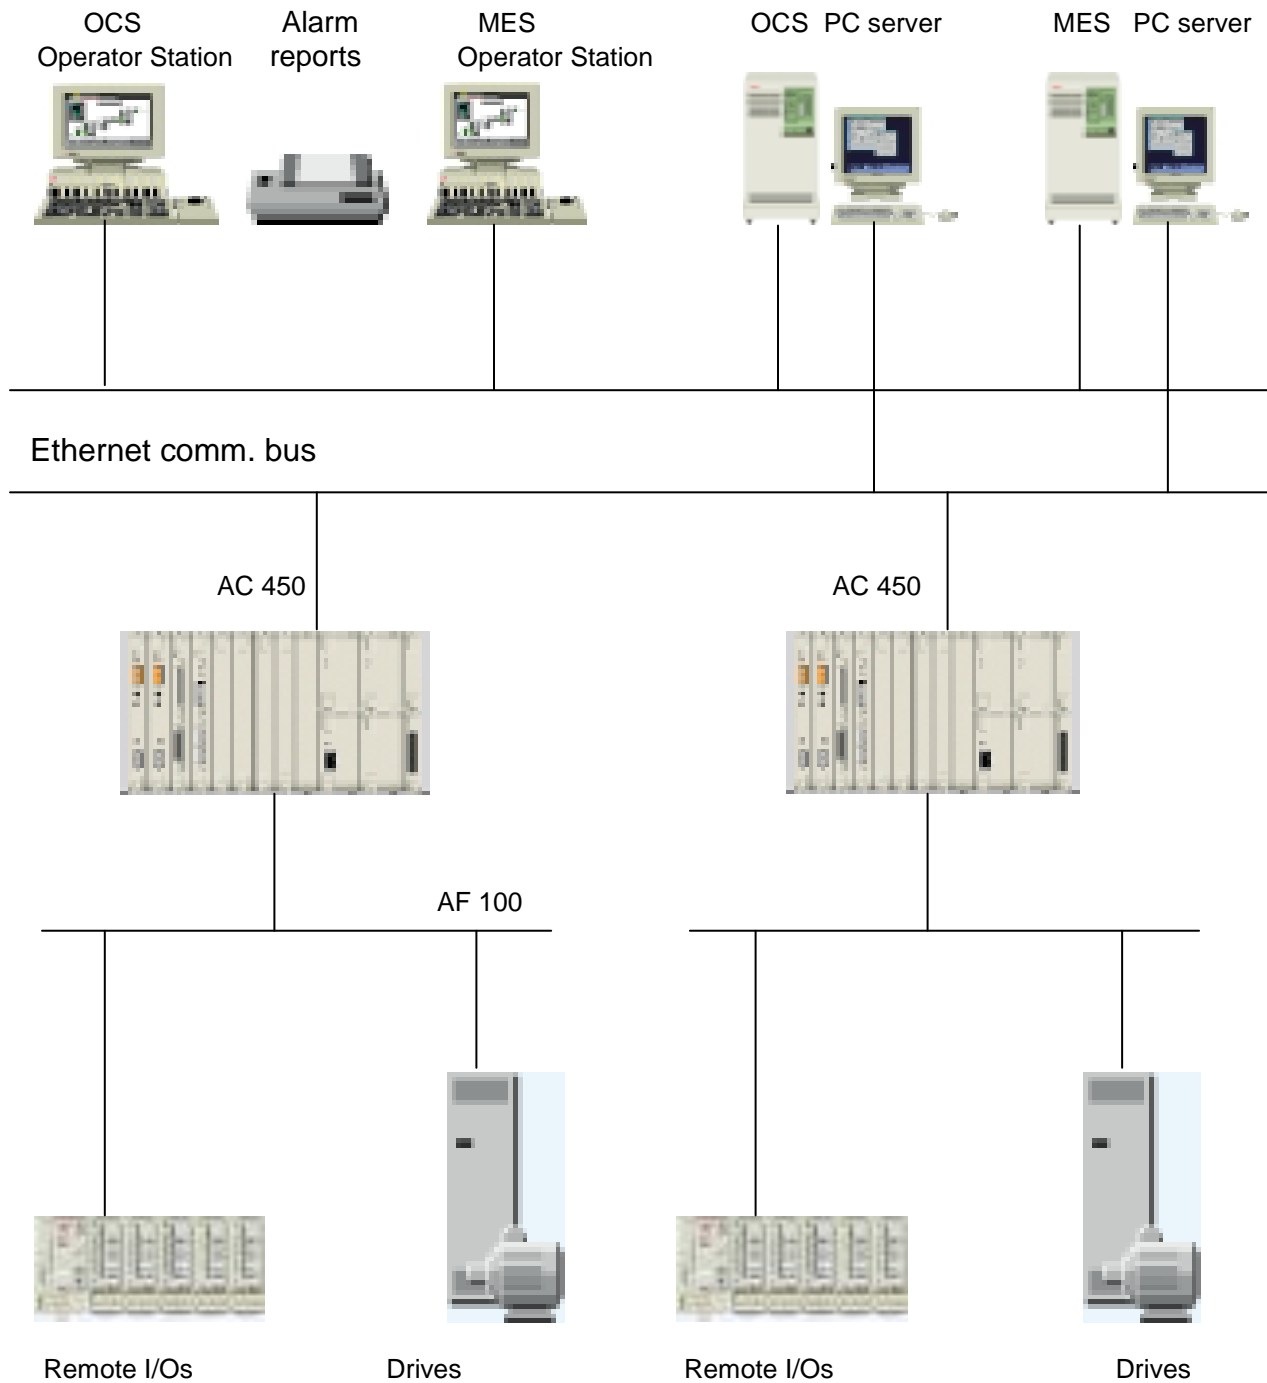 OCS
Operator Station
Alarm
reports
MES
Operator Station
OCS PC server
MES PC server
Ethernet comm. bus
AC 450
AC 450
AF 100
Remote I/Os
Drives
Remote I/Os
Drives